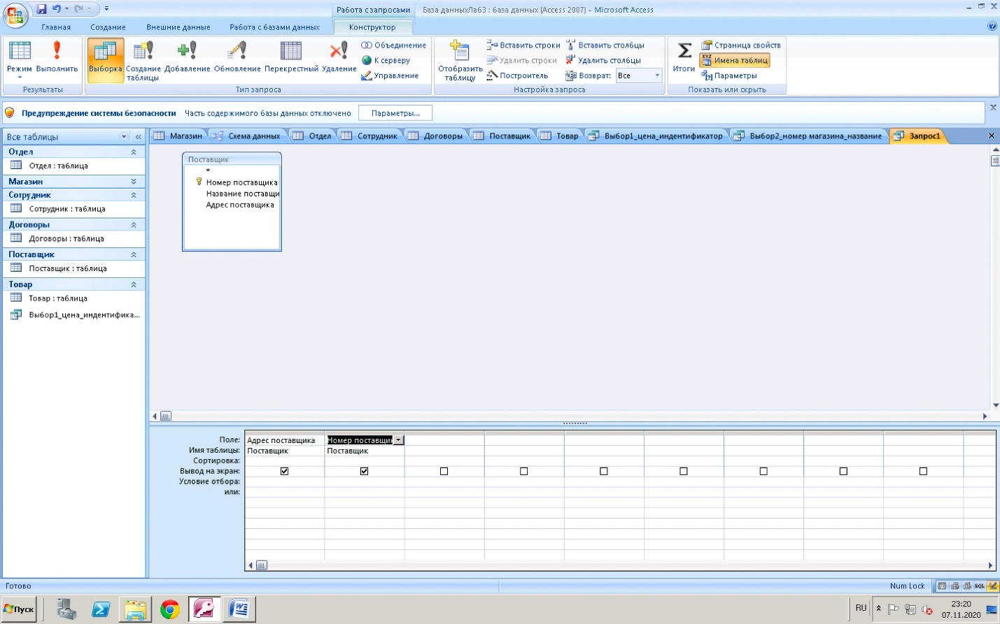 Работа с запросами
База данныхЛаб3 : база данных (Access 2007) - Microsoft Access
Главная
Создание
Внешние данные
Работа с базами данных
Конструктор
Режим
Выполнить
Результаты
Выборка
Создание таблицы
Добавление
Обновление
Перекрестный
Удаление
Объединение
К серверу
Управление
Тип запроса
Отобразить таблицу
Вставить строки
Удалить строки
Построитель
Вставить столбцы
Удалить столбцы
Возврат: Все
Настройка запроса
Итоги
Страница свойств
Имена таблиц
Параметры
Показать или скрыть
Предупреждение системы безопасности Часть содержимого базы данных отключено Параметры...
Все таблицы
Отдел
Отдел : таблица
Магазин
Сотрудник
Сотрудник : таблица
Договоры
Договоры : таблица
Поставщик
Поставщик : таблица
Товар
Товар : таблица
Выбор1_цена_индентифика...
Магазин
Схема данных
Отдел
Сотрудник
Договоры
Поставщик
Товар
Выбор1_цена_индентификатор
Выбор2_номер магазина_название
Запрос1
Поставщик
*
Номер поставщика
Название поставщи
Адрес поставщика
Поле: Адрес поставщика Номер поставщи
Имя таблицы: Поставщик Поставщик
Сортировка:
Вывод на экран:
Условие отбора:
или:
Готово
Num Lock
SQL
Пуск
RU
23:20
07.11.2020